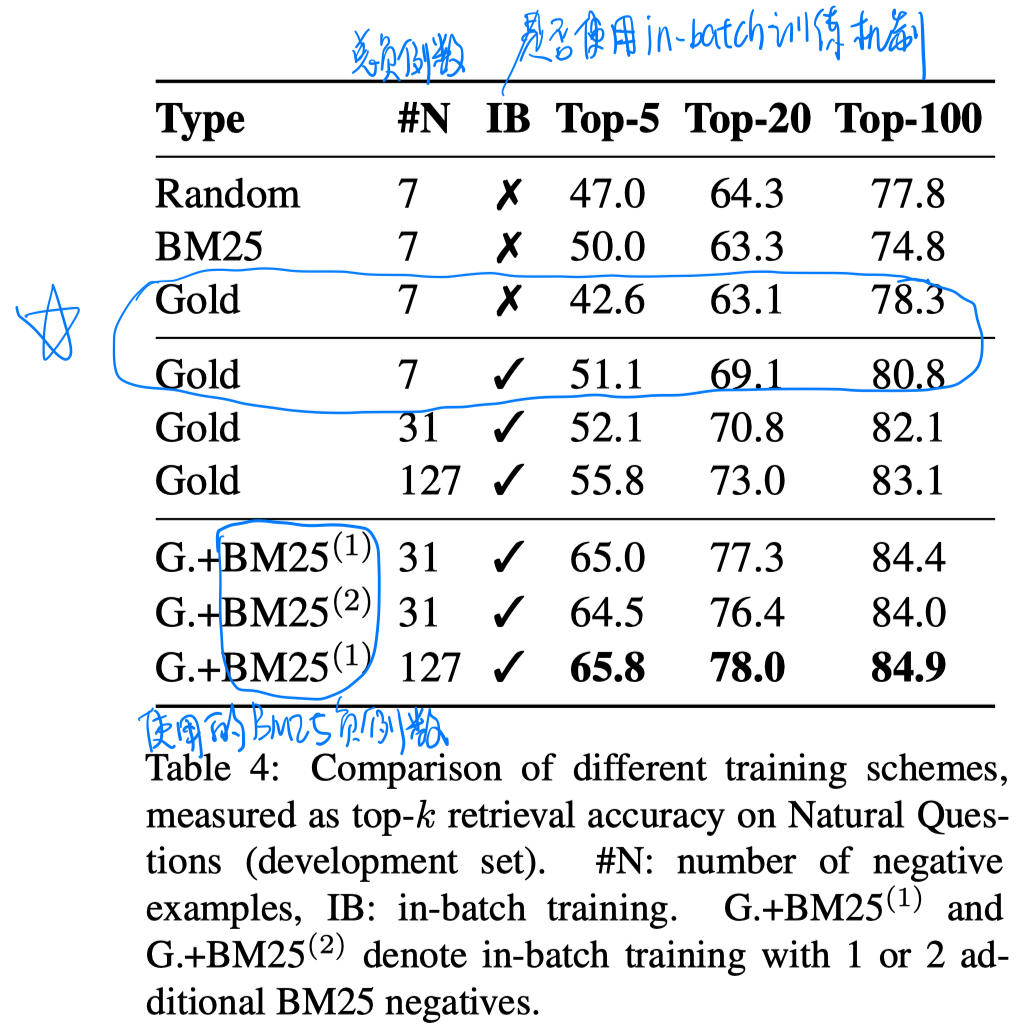 是否使用in-batch训练机制
总负例数
Type #N IB Top-5 Top-20 Top-100
Random 7 ✗ 47.0 64.3 77.8
BM25 7 ✗ 50.0 63.3 74.8
Gold 7 ✗ 42.6 63.1 78.3
Gold 7 ✓ 51.1 69.1 80.8
Gold 31 ✓ 52.1 70.8 82.1
Gold 127 ✓ 55.8 73.0 83.1
G.+BM25(1) 31 ✓ 65.0 77.3 84.4
G.+BM25(2) 31 ✓ 64.5 76.4 84.0
G.+BM25(1) 127 ✓ 65.8 78.0 84.9
使用的BM25负例数
Table 4: Comparison of different training schemes,
measured as top-k retrieval accuracy on Natural Ques-
tions (development set). #N: number of negative
examples, IB: in-batch training. G.+BM25(1) and
G.+BM25(2) denote in-batch training with 1 or 2 ad-
ditional BM25 negatives.